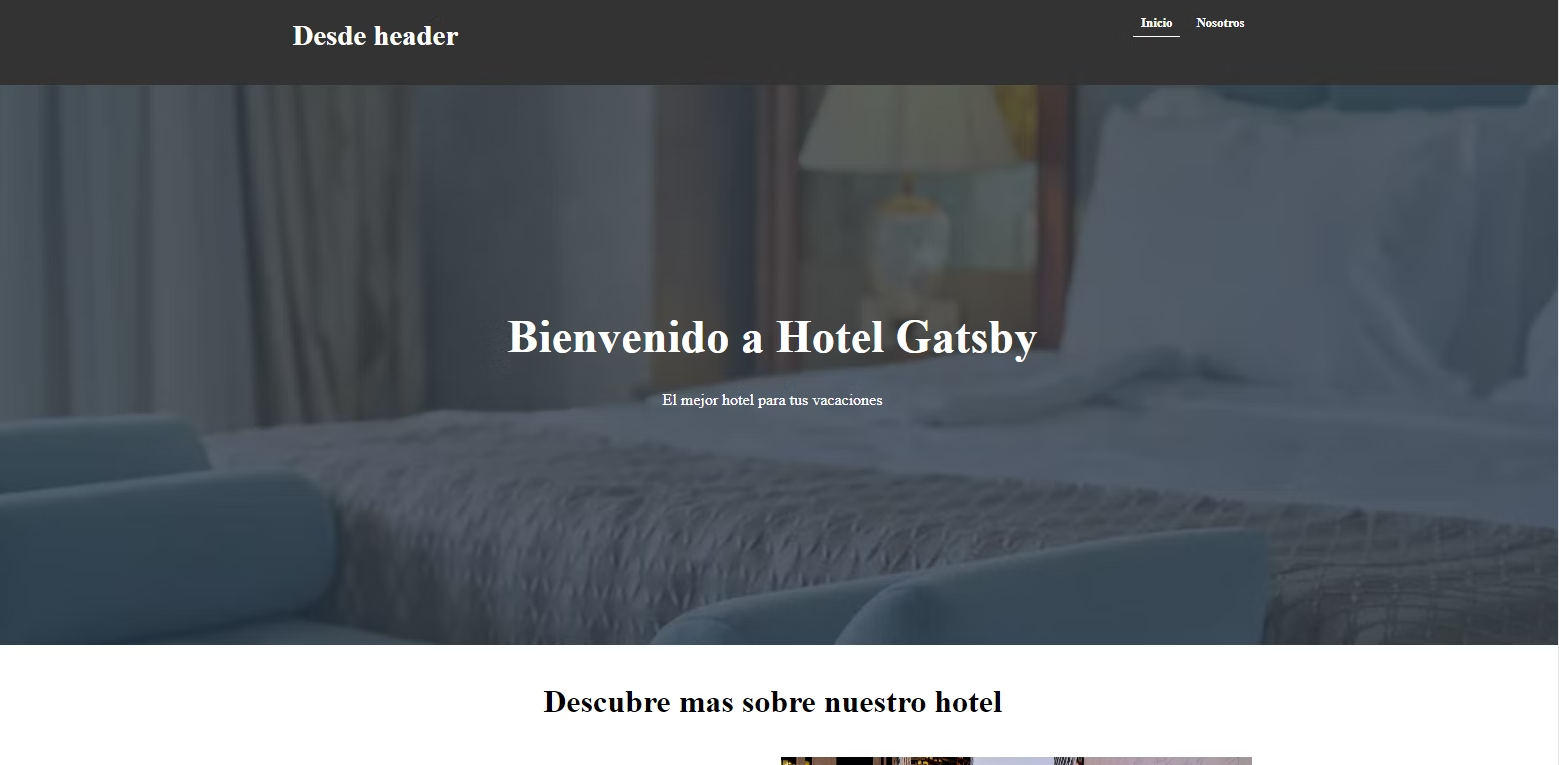 Desde header
Inicio Nosotros
Bienvenido a Hotel Gatsby
El mejor hotel para tus vacaciones
Descubre mas sobre nuestro hotel